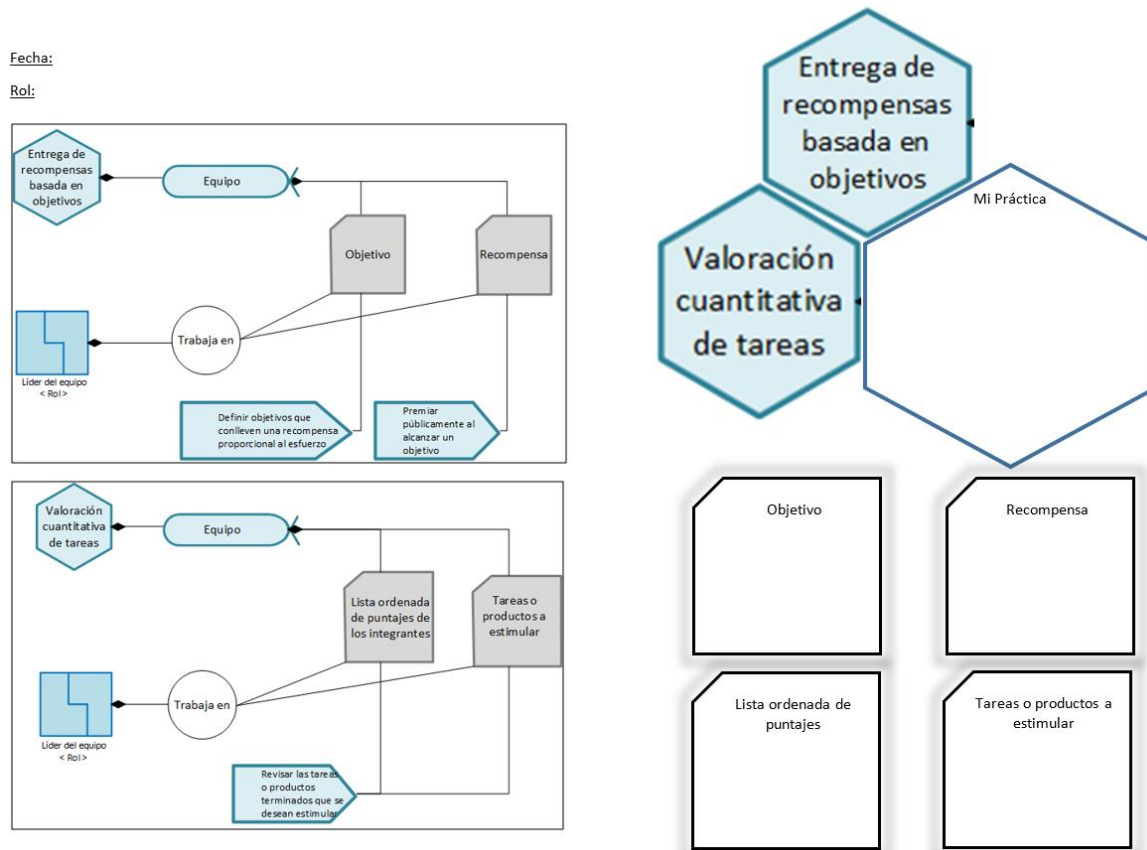 Fecha:
Rol:
Entrega de
recompensas
basada en
objetivos
Equipo
Objetivo
Recompensa
Trabaja en
Líder del equipo
< Rol >
Definir objetivos que
conlleven una recompensa
proporcional al esfuerzo
Premiar
públicamente al
alcanzar un
objetivo
Valoración
cuantitativa
de tareas
Equipo
Lista ordenada
de puntajes de
los integrantes
Tareas o
productos a
estimular
Trabaja en
Líder del equipo
< Rol >
Revisar las tareas
o productos
terminados que se
desean estimular
Entrega de
recompensas
basada en
objetivos
Mi Práctica
Valoración
cuantitativa
de tareas
Objetivo
Recompensa
Lista ordenada de
puntajes
Tareas o productos a
estimular